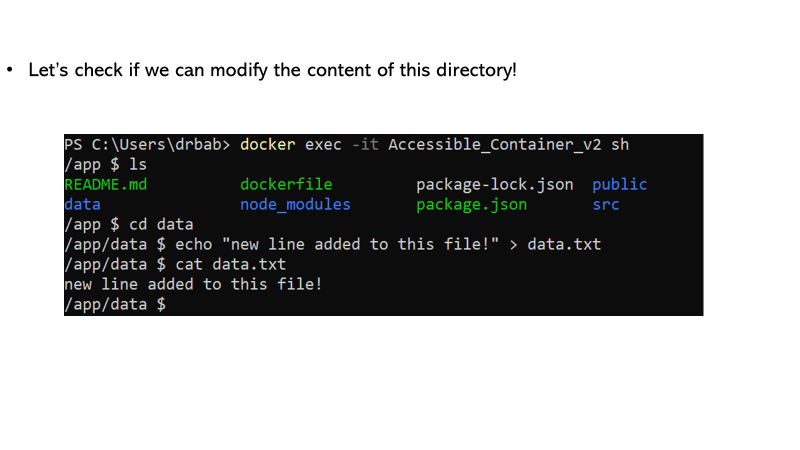 • Let's check if we can modify the content of this directory!
PS C:\Users\drbab> docker exec -it Accessible_Container_v2 sh
/app $ ls
README.md dockerfile package-lock.json public
data node_modules package.json src
/app $ cd data
/app/data $ echo "new line added to this file!" > data.txt
/app/data $ cat data.txt
new line added to this file!
/app/data $